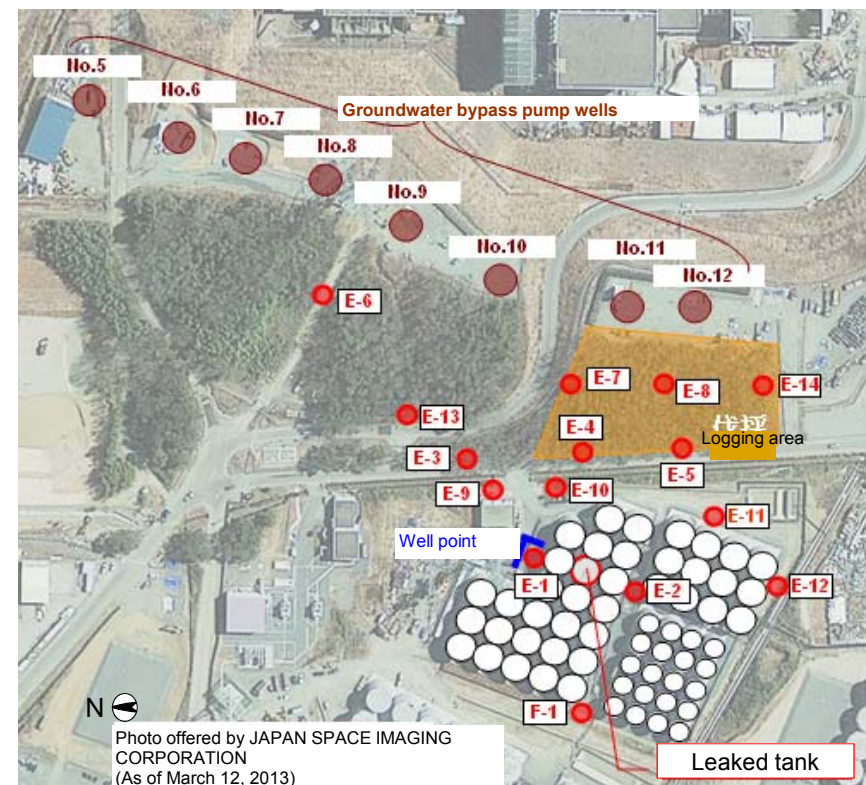 No.5
No.6
No.7
Groundwater bypass pump wells
No.8
No.9
No.10
No.11
No.12
E-6
E-7
E-8
E-14
E-13
E-4
伐採
Logging area
E-3
E-5
E-9
E-10
E-11
Well point
E-1
E-2
E-12
N
F-1
Photo offered by JAPAN SPACE IMAGING
CORPORATION
(As of March 12, 2013)
Leaked tank